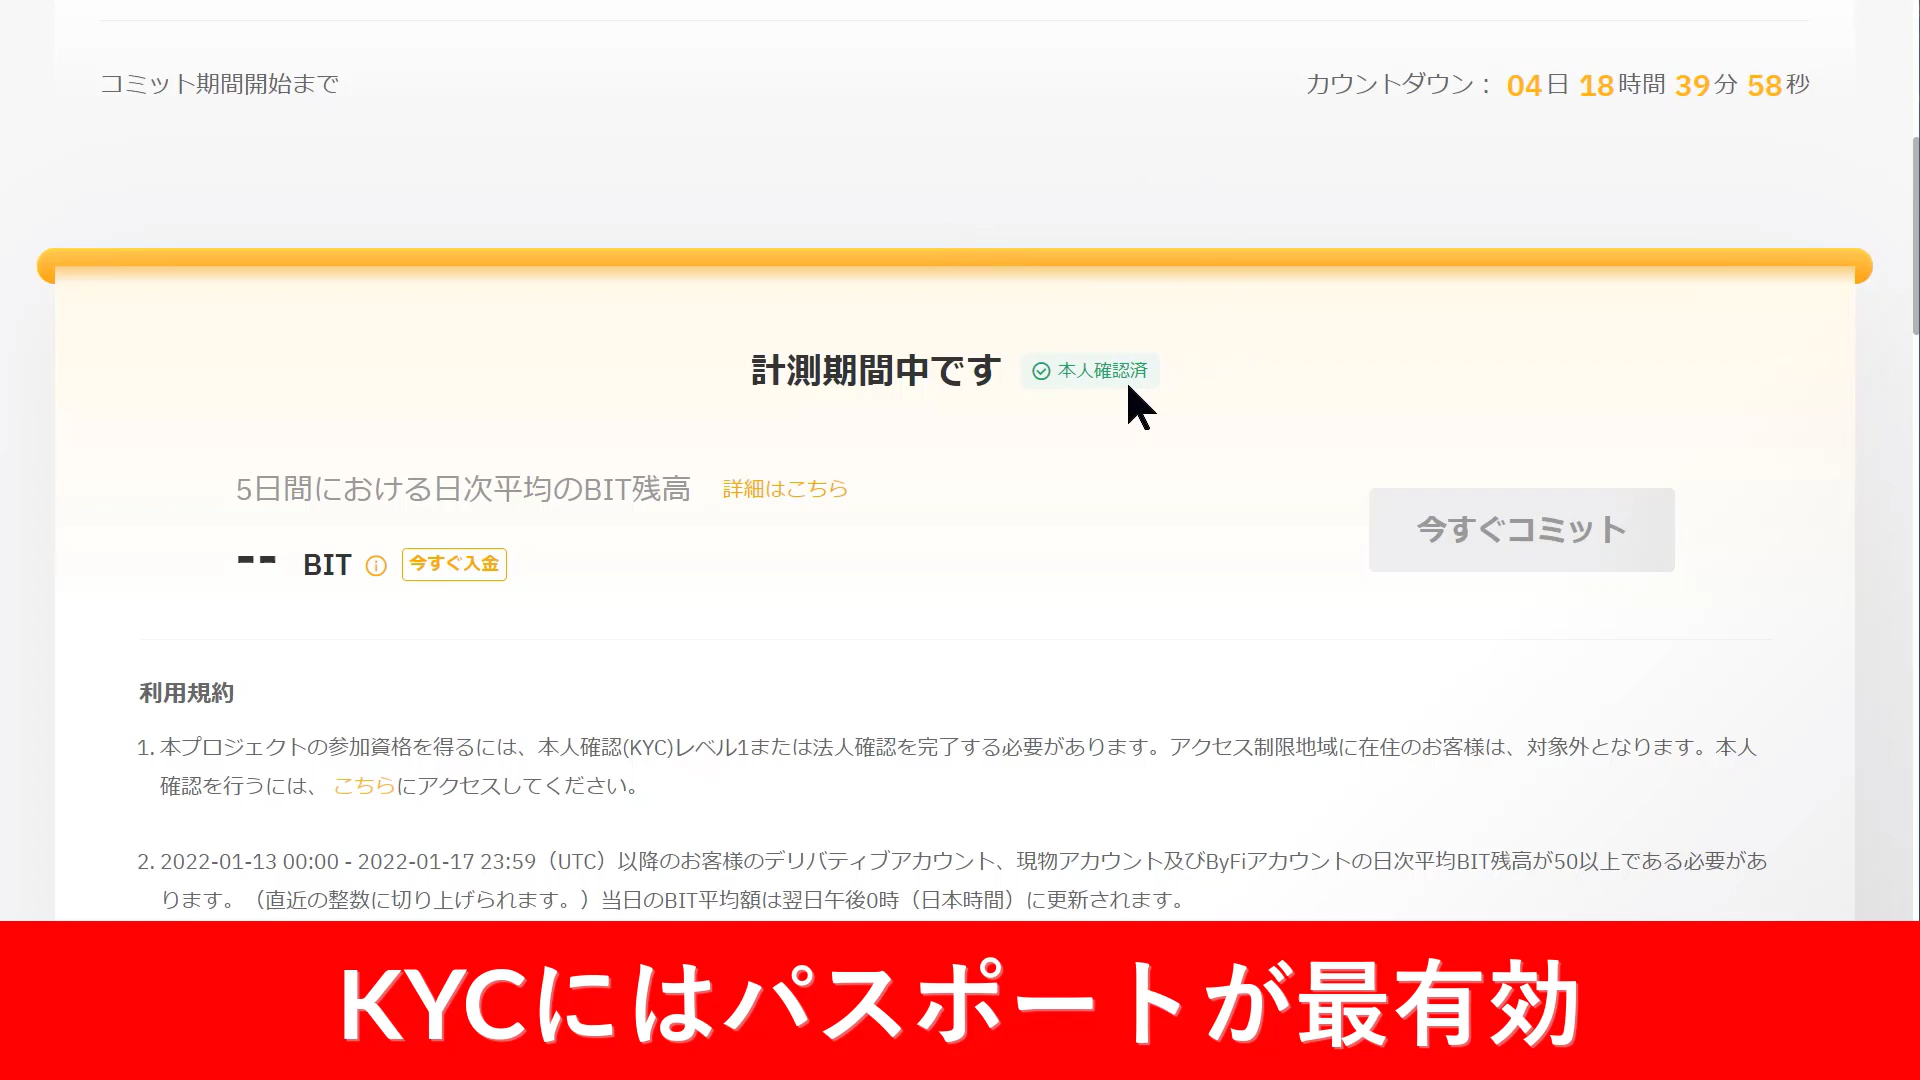 コミット期間開始まで
カウントダウン： 04日 18時間 39分 58秒
計測期間中です 本人確認済
5日間における日次平均のBIT残高 詳細はこちら
-- BIT 今すぐ入金
今すぐコミット
利用規約
1. 本プロジェクトの参加資格を得るには、本人確認(KYC)レベル1または法人確認を完了する必要があります。アクセス制限地域に在住のお客様は、対象外となります。本人
確認を行うには、 こちらにアクセスしてください。
2. 2022-01-13 00:00 - 2022-01-17 23:59（UTC）以降のお客様のデリバティブアカウント、現物アカウント及びByFiアカウントの日次平均BIT残高が50以上である必要があ
ります。（直近の整数に切り上げられます。）当日のBIT平均額は翌日午後0時（日本時間）に更新されます。
KYCにはパスポートが最有効